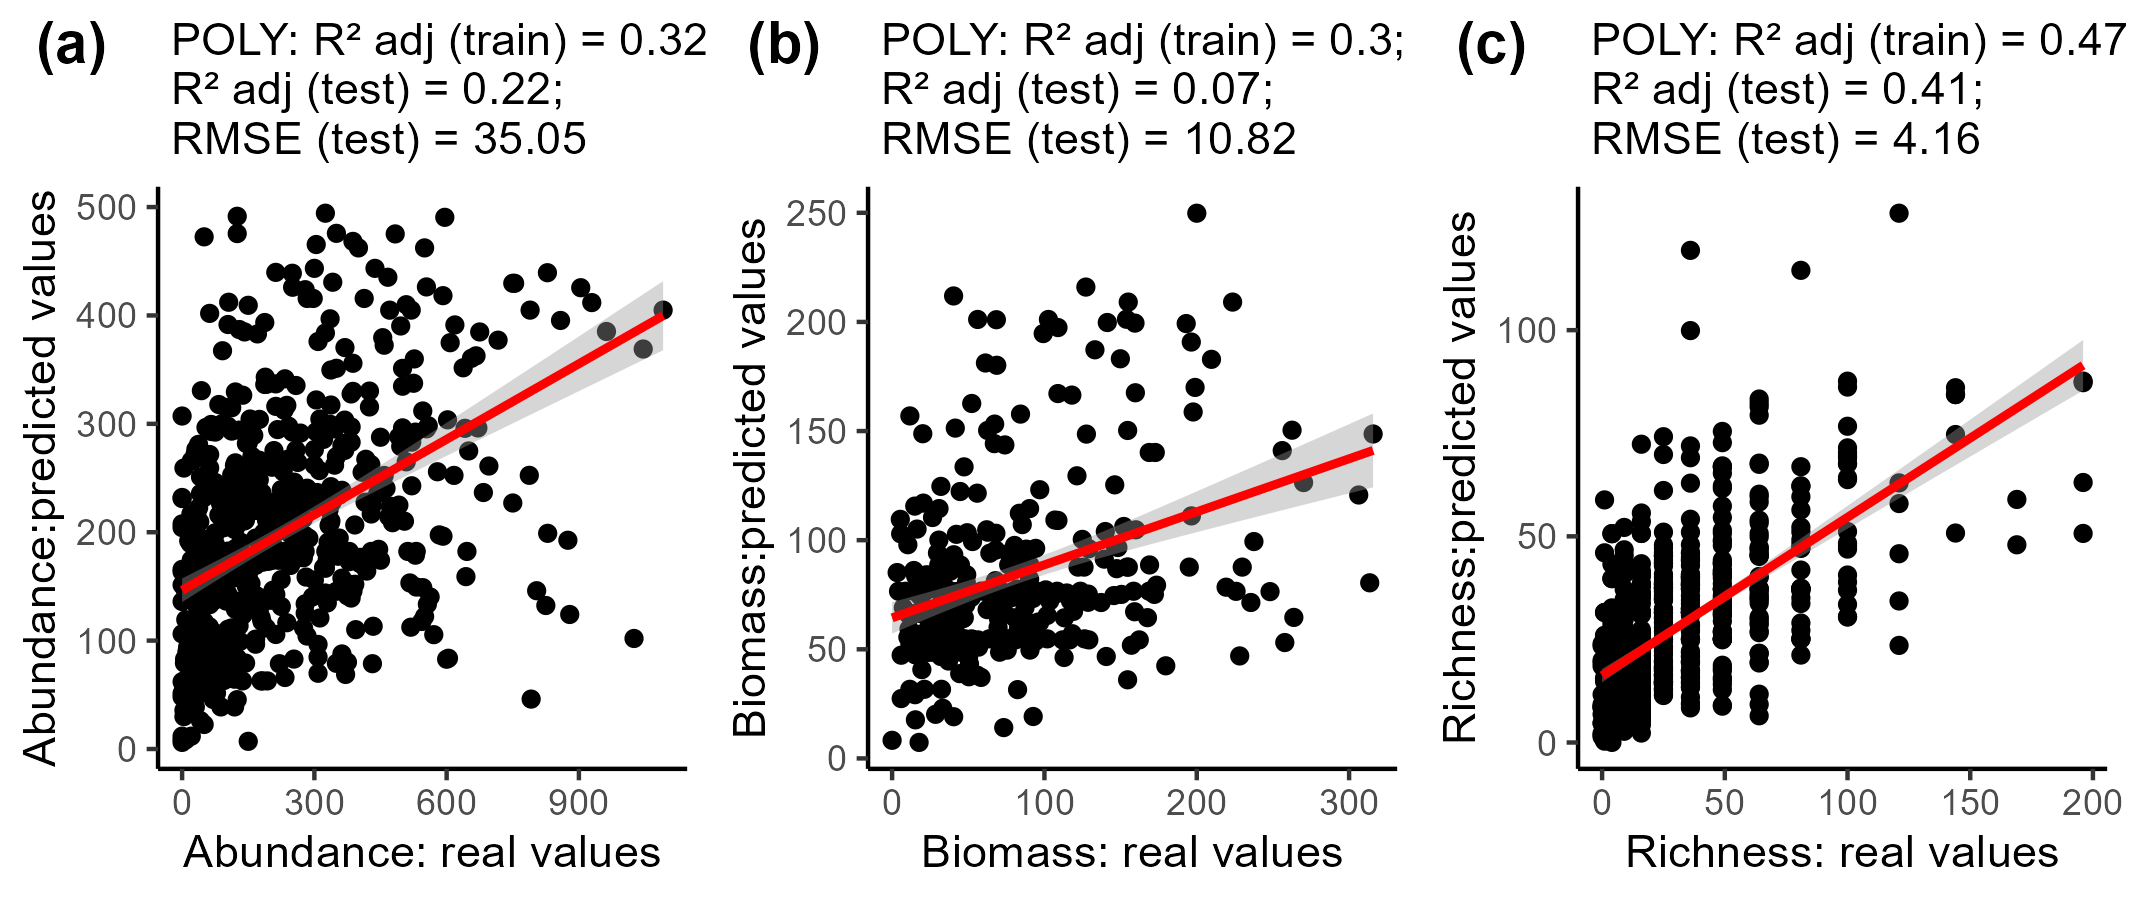 (a)
POLY: R² adj (train) = 0.32
R² adj (test) = 0.22;
RMSE (test) = 35.05
Abundance:predicted values
500
400
300
200
100
0
0 300 600 900
Abundance: real values
(b)
POLY: R² adj (train) = 0.3;
R² adj (test) = 0.07;
RMSE (test) = 10.82
Biomass:predicted values
250
200
150
100
50
0
0 100 200 300
Biomass: real values
(c)
POLY: R² adj (train) = 0.47
R² adj (test) = 0.41;
RMSE (test) = 4.16
Richness:predicted values
100
50
0
0 50 100 150 200
Richness: real values